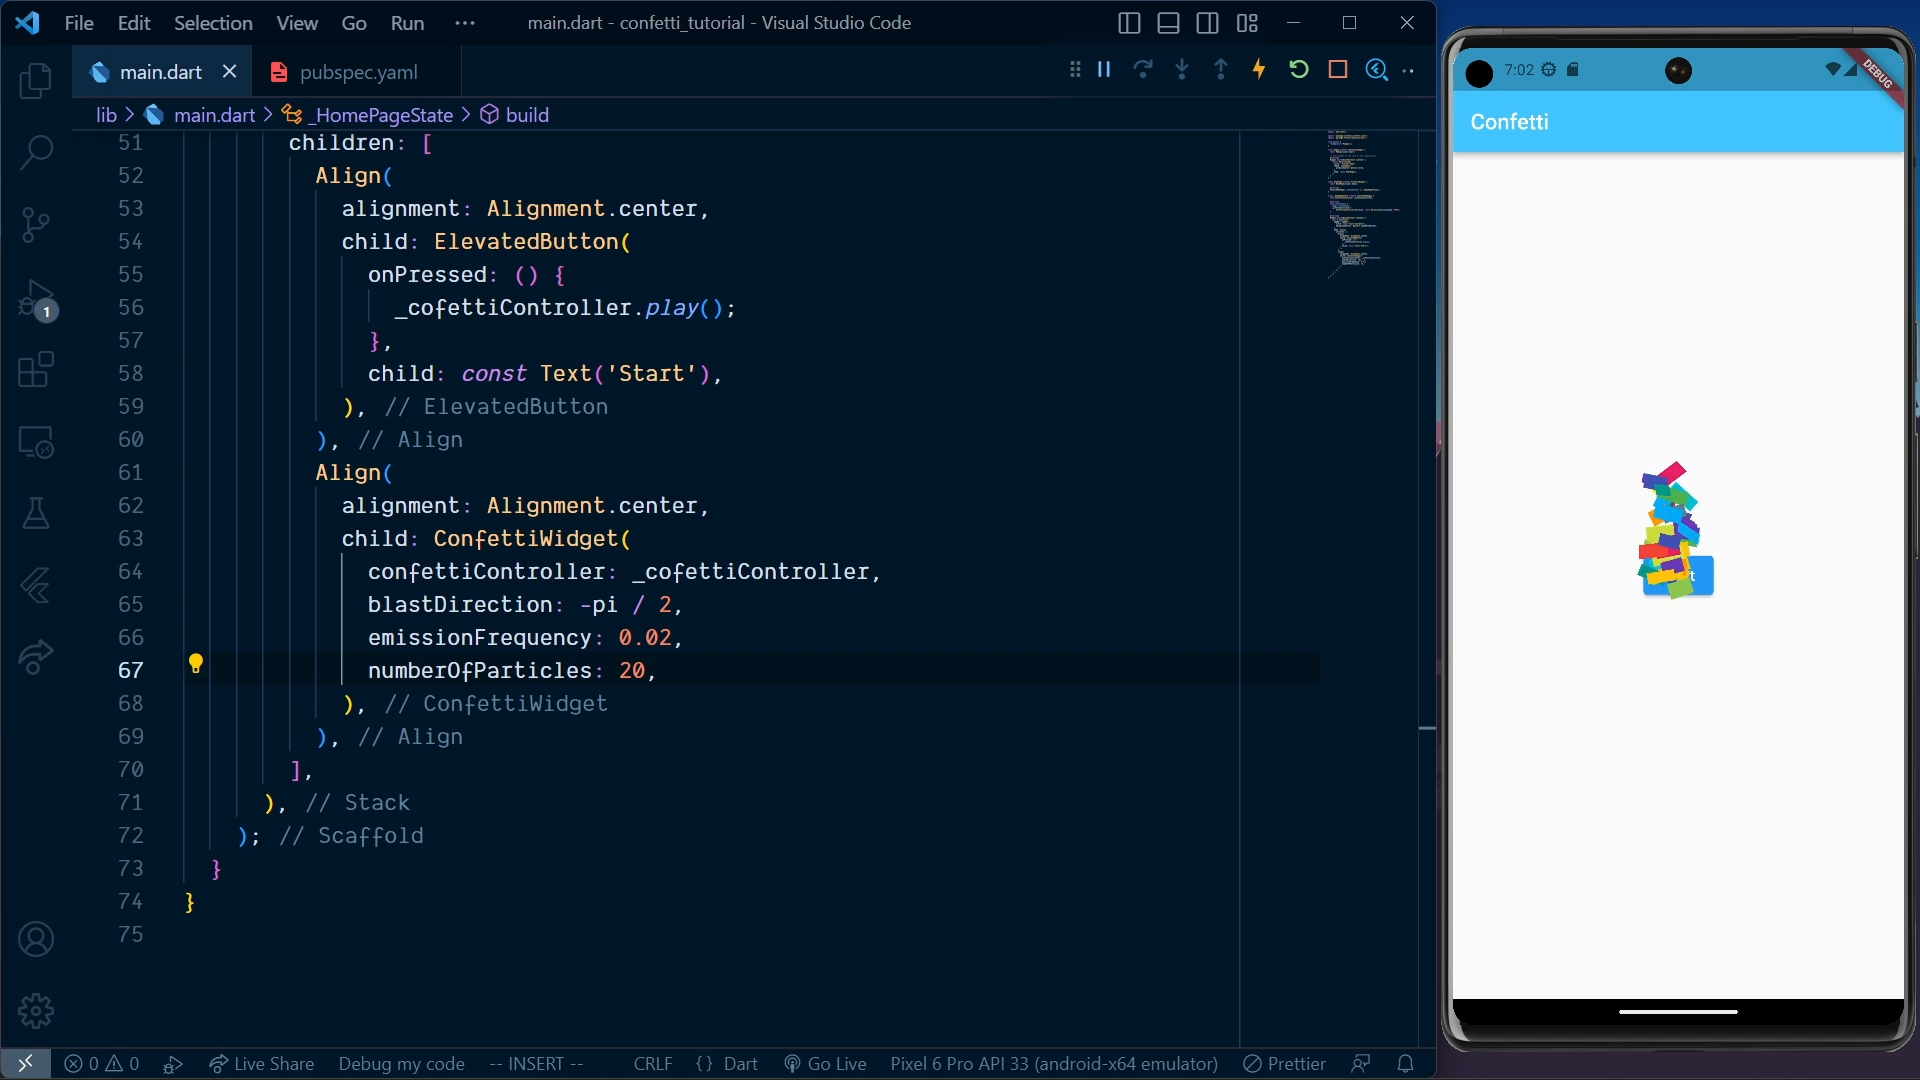 File Edit Selection View Go Run ··· main.dart - confetti_tutorial - Visual Studio Code
main.dart pubspec.yaml
lib > main.dart > _HomePageState > build
51 children: [
52 Align(
53 alignment: Alignment.center,
54 child: ElevatedButton(
55 onPressed: () {
56 _cofettiController.play();
57 },
58 child: const Text('Start'),
59 ), // ElevatedButton
60 ), // Align
61 Align(
62 alignment: Alignment.center,
63 child: ConfettiWidget(
64 confettiController: _cofettiController,
65 blastDirection: -pi / 2,
66 emissionFrequency: 0.02,
67 numberOfParticles: 20,
68 ), // ConfettiWidget
69 ), // Align
70 ],
71 ), // Stack
72 ); // Scaffold
73 }
74 }
75
1
0 0 Live Share Debug my code -- INSERT -- CRLF {} Dart Go Live Pixel 6 Pro API 33 (android-x64 emulator) Prettier
7:02
DEBUG
Confetti
t